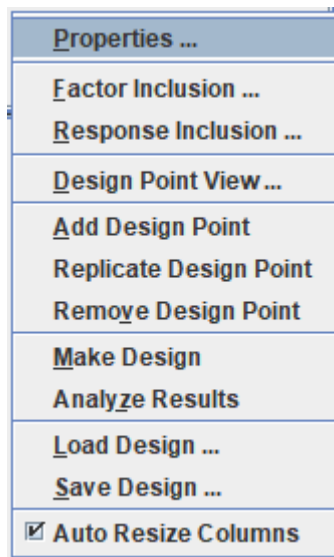 Properties ...
Factor Inclusion ...
Response Inclusion ...
Design Point View ...
Add Design Point
Replicate Design Point
Remove Design Point
Make Design
Analyze Results
Load Design ...
Save Design ...
Auto Resize Columns